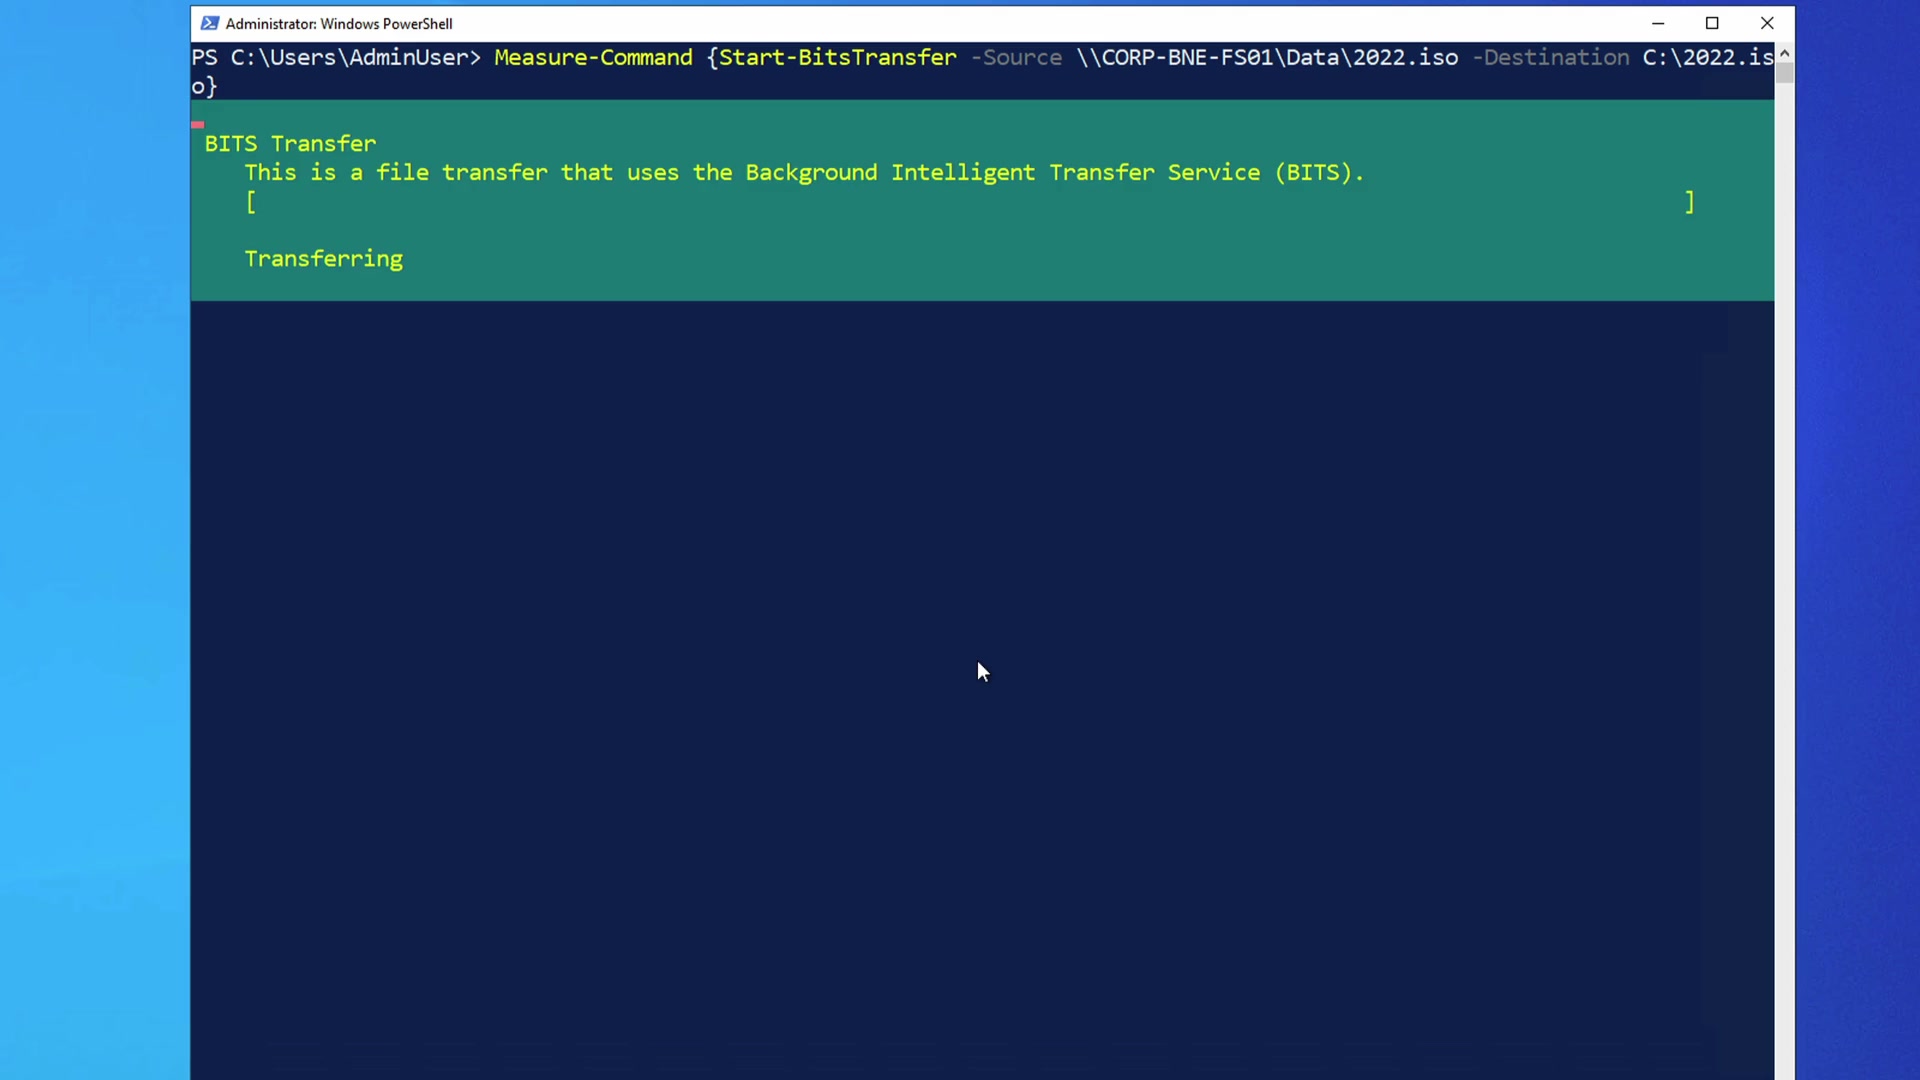 Administrator: Windows PowerShell
PS C:\Users\AdminUser> Measure-Command {Start-BitsTransfer -Source \\CORP-BNE-FS01\Data\2022.iso -Destination C:\2022.is
o}
BITS Transfer
This is a file transfer that uses the Background Intelligent Transfer Service (BITS).
[ ]
Transferring